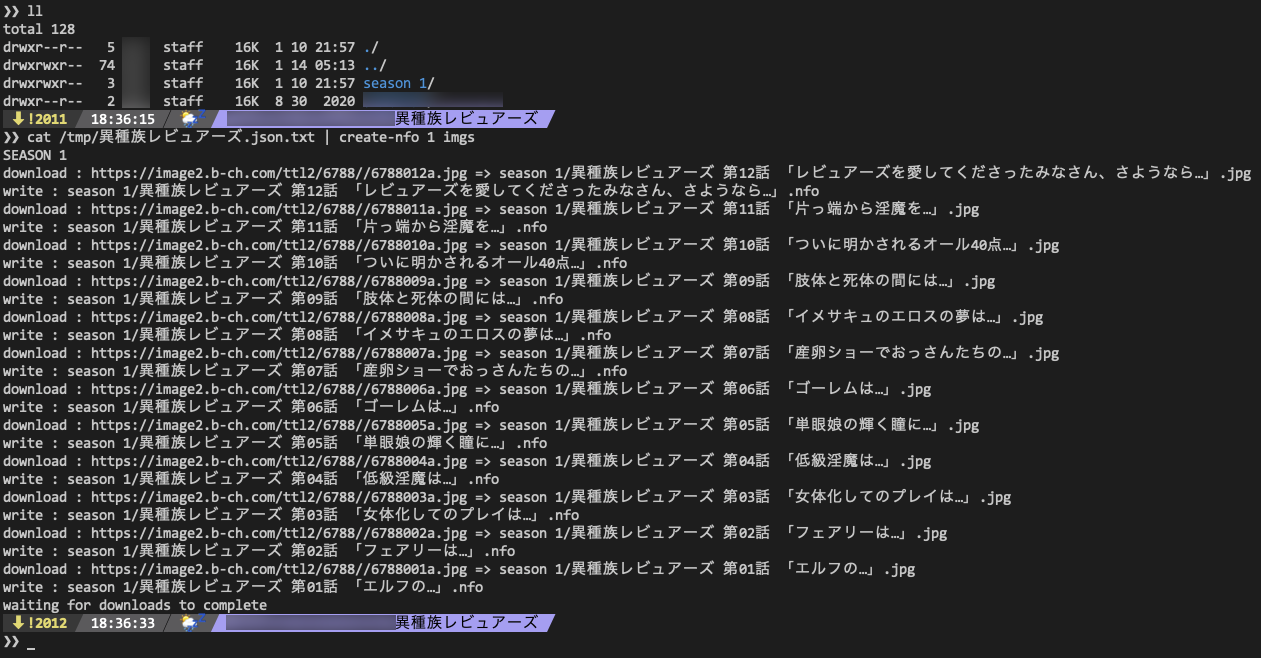 ❯❯ ll
total 128
drwxr--r--   5      staff    16K  1 10 21:57 ./
drwxrwxr--  74      staff    16K  1 14 05:13 ../
drwxr--r--   3      staff    16K  1 10 21:57 season 1/
drwxr--r--   2      staff    16K  8 30  2020
!2011 18:36:15 異種族レビュアーズ
❯❯ cat /tmp/異種族レビュアーズ.json.txt | create-nfo 1 imgs
SEASON 1
download : https://image2.b-ch.com/ttl2/6788//6788012a.jpg => season 1/異種族レビュアーズ 第12話 「レビュアーズを愛してくださったみなさん、さようなら…」.jpg
write : season 1/異種族レビュアーズ 第12話 「レビュアーズを愛してくださったみなさん、さようなら…」.nfo
download : https://image2.b-ch.com/ttl2/6788//6788011a.jpg => season 1/異種族レビュアーズ 第11話 「片っ端から淫魔を…」.jpg
write : season 1/異種族レビュアーズ 第11話 「片っ端から淫魔を…」.nfo
download : https://image2.b-ch.com/ttl2/6788//6788010a.jpg => season 1/異種族レビュアーズ 第10話 「ついに明かされるオール40点…」.jpg
write : season 1/異種族レビュアーズ 第10話 「ついに明かされるオール40点…」.nfo
download : https://image2.b-ch.com/ttl2/6788//6788009a.jpg => season 1/異種族レビュアーズ 第09話 「肢体と死体の間には…」.jpg
write : season 1/異種族レビュアーズ 第09話 「肢体と死体の間には…」.nfo
download : https://image2.b-ch.com/ttl2/6788//6788008a.jpg => season 1/異種族レビュアーズ 第08話 「イメサキュのエロスの夢は…」.jpg
write : season 1/異種族レビュアーズ 第08話 「イメサキュのエロスの夢は…」.nfo
download : https://image2.b-ch.com/ttl2/6788//6788007a.jpg => season 1/異種族レビュアーズ 第07話 「産卵ショーでおっさんたちの…」.jpg
write : season 1/異種族レビュアーズ 第07話 「産卵ショーでおっさんたちの…」.nfo
download : https://image2.b-ch.com/ttl2/6788//6788006a.jpg => season 1/異種族レビュアーズ 第06話 「ゴーレムは…」.jpg
write : season 1/異種族レビュアーズ 第06話 「ゴーレムは…」.nfo
download : https://image2.b-ch.com/ttl2/6788//6788005a.jpg => season 1/異種族レビュアーズ 第05話 「単眼娘の輝く瞳に…」.jpg
write : season 1/異種族レビュアーズ 第05話 「単眼娘の輝く瞳に…」.nfo
download : https://image2.b-ch.com/ttl2/6788//6788004a.jpg => season 1/異種族レビュアーズ 第04話 「低級淫魔は…」.jpg
write : season 1/異種族レビュアーズ 第04話 「低級淫魔は…」.nfo
download : https://image2.b-ch.com/ttl2/6788//6788003a.jpg => season 1/異種族レビュアーズ 第03話 「女体化してのプレイは…」.jpg
write : season 1/異種族レビュアーズ 第03話 「女体化してのプレイは…」.nfo
download : https://image2.b-ch.com/ttl2/6788//6788002a.jpg => season 1/異種族レビュアーズ 第02話 「フェアリーは…」.jpg
write : season 1/異種族レビュアーズ 第02話 「フェアリーは…」.nfo
download : https://image2.b-ch.com/ttl2/6788//6788001a.jpg => season 1/異種族レビュアーズ 第01話 「エルフの…」.jpg
write : season 1/異種族レビュアーズ 第01話 「エルフの…」.nfo
waiting for downloads to complete
!2012 18:36:33 異種族レビュアーズ
❯❯ _